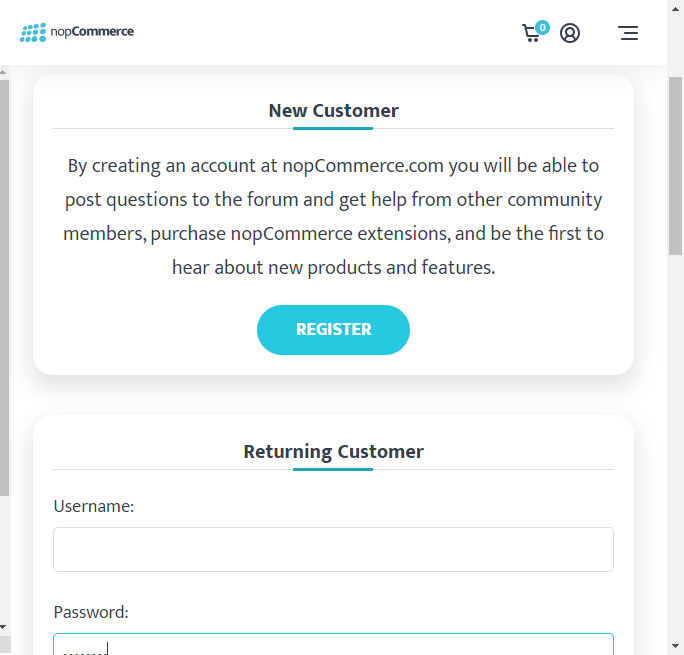 nopCommerce
0
New Customer
By creating an account at nopCommerce.com you will be able to
post questions to the forum and get help from other community
members, purchase nopCommerce extensions, and be the first to
hear about new products and features.
REGISTER
Returning Customer
Username:
Password: